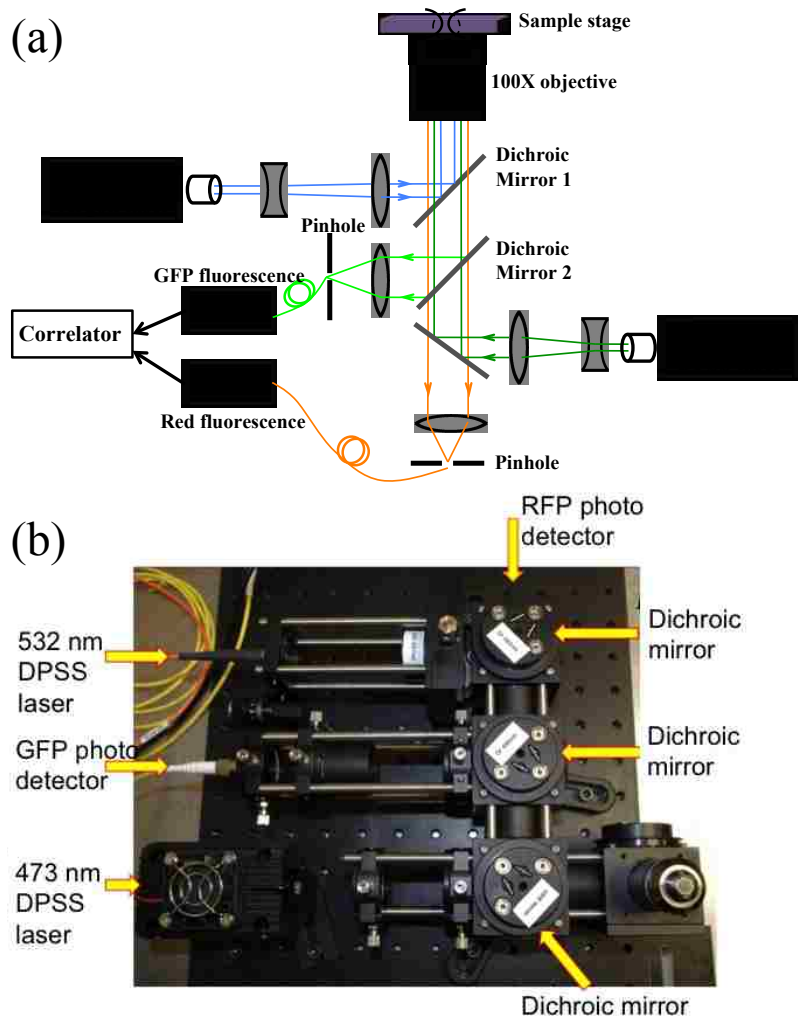 (a)
Sample stage
100X objective
Dichroic
Mirror 1
Pinhole
Dichroic
Mirror 2
GFP fluorescence
Correlator
Red fluorescence
Pinhole
(b)
RFP photo
detector
532 nm
DPSS
laser
Dichroic
mirror
GFP photo
detector
Dichroic
mirror
473 nm
DPSS
laser
Dichroic mirror